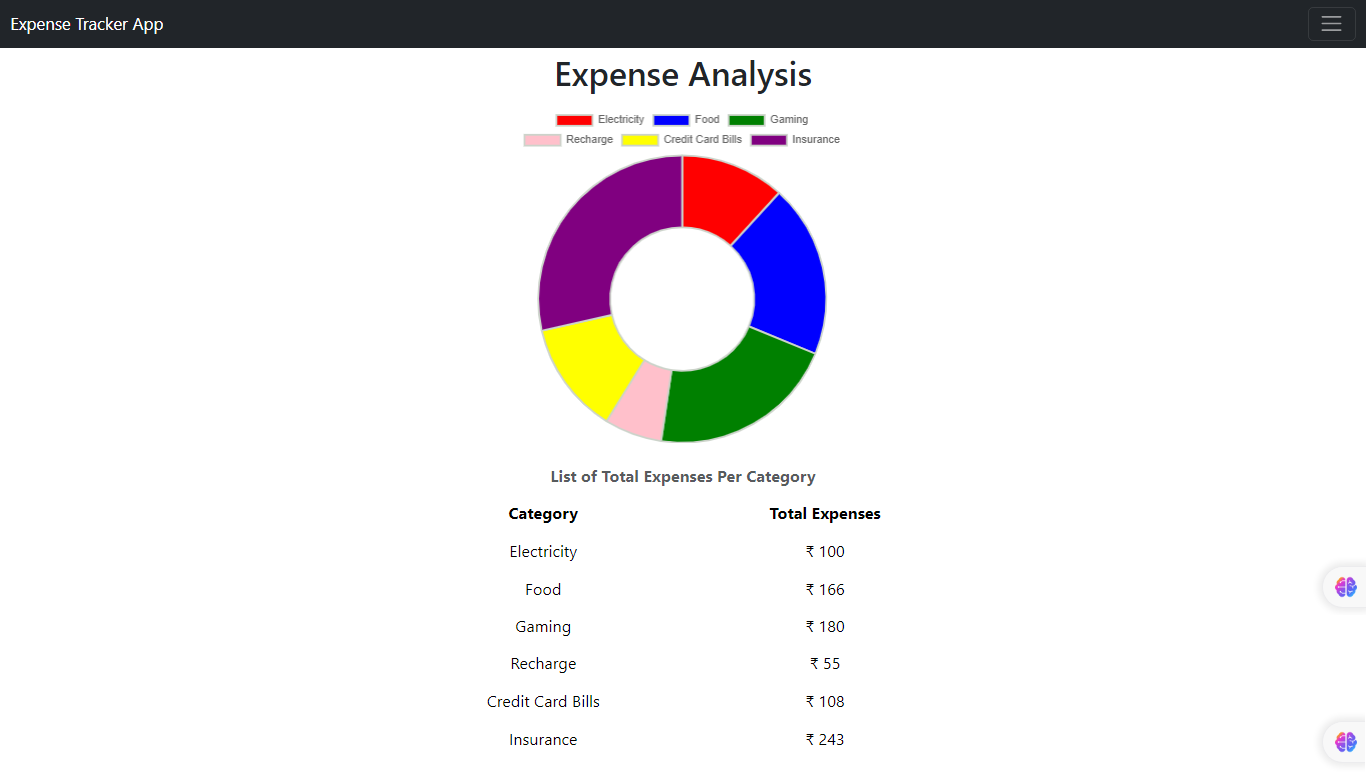 Expense Tracker App
Expense Analysis
Electricity Food Gaming
Recharge Credit Card Bills Insurance
List of Total Expenses Per Category
Category Total Expenses
Electricity ₹ 100
Food ₹ 166
Gaming ₹ 180
Recharge ₹ 55
Credit Card Bills ₹ 108
Insurance ₹ 243